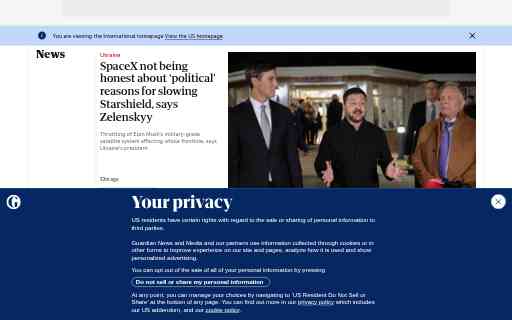 You are viewing the International homepage View the US homepage
News
Ukraine
SpaceX not being
honest about 'political'
reasons for slowing
Starshield, says
Zelenskyy
Throttling of Elon Musk's military-grade
satellite system affecting whole frontline, says
Ukraine's president
Your privacy
US residents have certain rights with regard to the sale or sharing of personal information to
third parties.
Guardian News and Media and our partners use information collected through cookies or in
other forms to improve experience on our site and pages, analyze how it is used and show
personalized advertising.
You can opt out of the sale of all of your personal information by pressing
Do not sell or share my personal information
At any point, you can manage your choices by navigating to 'US Resident Do Not Sell or
Share' at the bottom of any page. You can find out more in our privacy policy which includes
our US addendum, and our cookie policy.